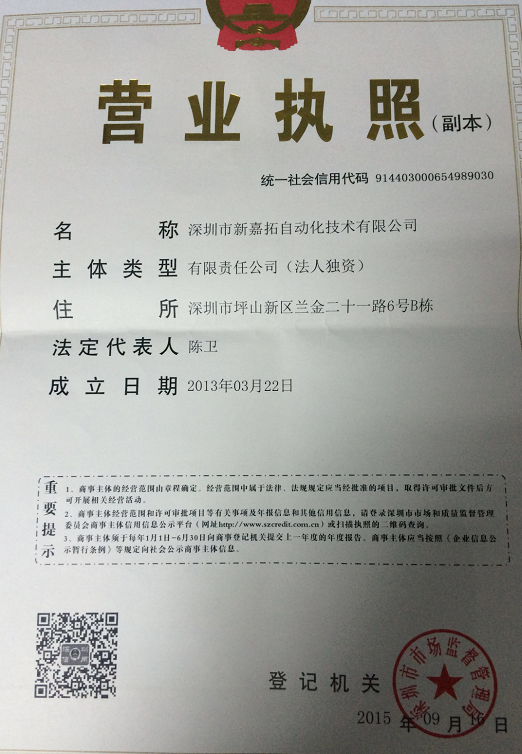 营业执照(副本)
统一社会信用代码 914403000654989030
名称 深圳市新嘉拓自动化技术有限公司
主体类型 有限责任公司（法人独资）
住所 深圳市坪山新区兰金二十一路6号B栋
法定代表人 陈卫
成立日期 2013年03月22日
重要提示
1．商事主体的经营范围由章程确定。经营范围中属于法律、法规规定应当经批准的项目，取得许可审批文件后方
可开展相关经营活动。
2．商事主体经营范围和许可审批项目等有关事项及年报信息和其他信用信息，请登录深圳市市场和质量监督管理
委员会商事主体信用信息公示平台（网址http://www.szcredit.com.cn）或扫描执照的二维码查询。
3．商事主体须于每年1月1日-6月30日向商事登记机关提交上一年度的年度报告。商事主体应当按照《企业信息公
示暂行条例》等规定向社会公示商事主体信息。
登记机关
深圳市市场监督管理局
2015 年 09 月 16 日